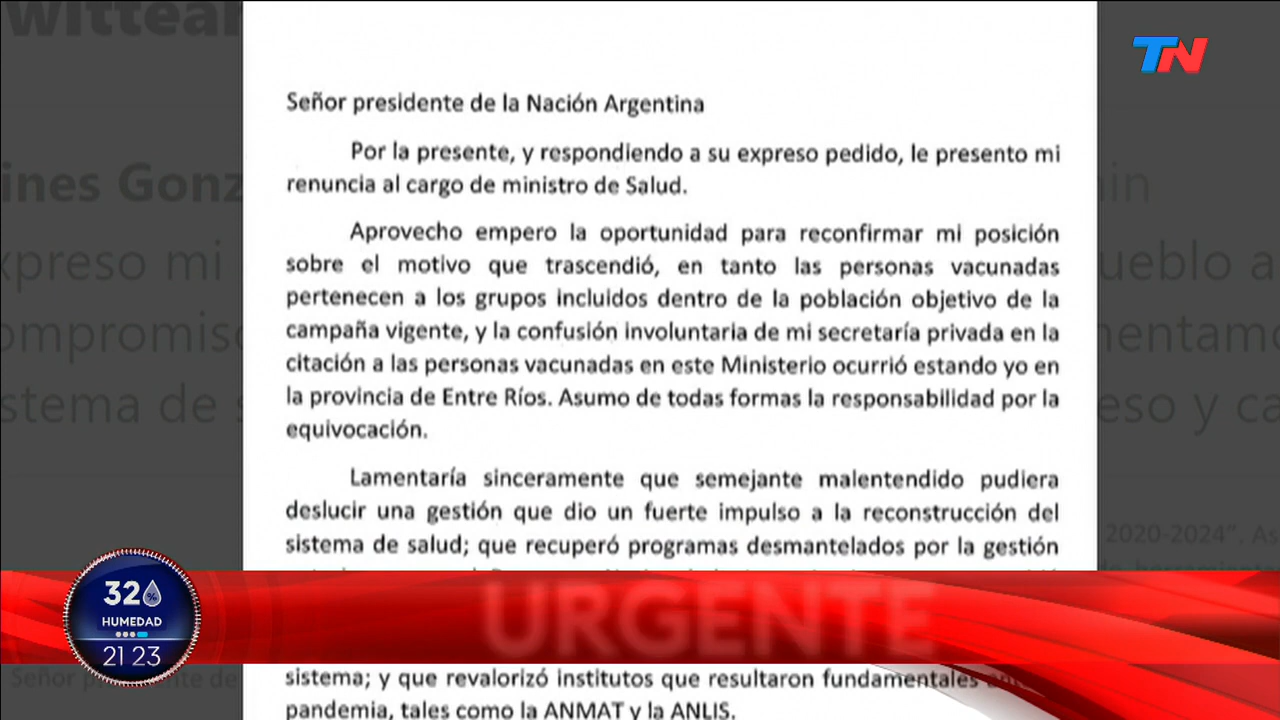 TN
Señor presidente de la Nación Argentina
Por la presente, y respondiendo a su expreso pedido, le presento mi
renuncia al cargo de ministro de Salud.
Aprovecho empero la oportunidad para reconfirmar mi posición
sobre el motivo que trascendió, en tanto las personas vacunadas
pertenecen a los grupos incluidos dentro de la población objetivo de la
campaña vigente, y la confusión involuntaria de mi secretaría privada en la
citación a las personas vacunadas en este Ministerio ocurrió estando yo en
la provincia de Entre Ríos. Asumo de todas formas la responsabilidad por la
equivocación.
Lamentaría sinceramente que semejante malentendido pudiera
deslucir una gestión que dio un fuerte impulso a la reconstrucción del
sistema de salud; que recuperó programas desmantelados por la gestión
URGENTE
32%
HUMEDAD
21 23
sistema; y que revalorizó institutos que resultaron fundamentales
pandemia, tales como la ANMAT y la ANLIS.